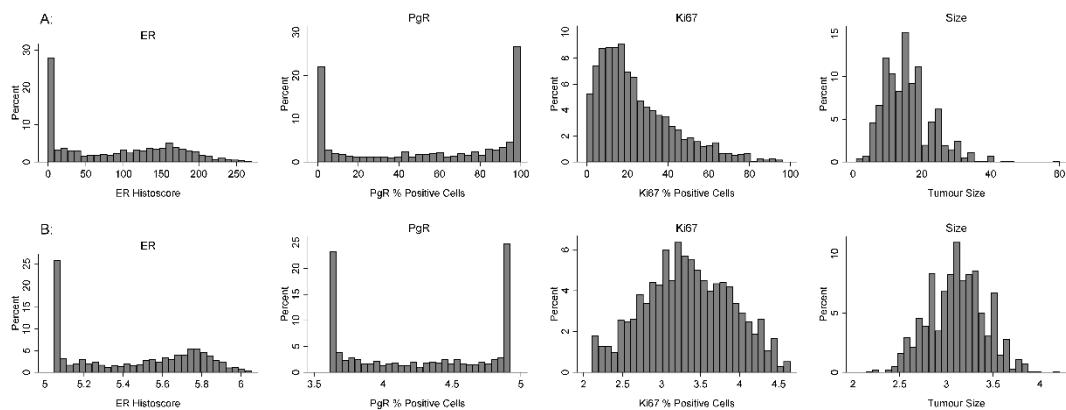 A:
ER
PgR
Ki67
Size
Percent
0 10 20 30
0 50 100 150 200 250
ER Histoscore
Percent
0 10 20 30
0 20 40 60 80 100
PgR % Positive Cells
Percent
0 2 4 6 8 10
0 20 40 60 80 100
Ki67 % Positive Cells
Percent
0 5 10 15
0 20 40 60 80
Tumour Size
B:
ER
PgR
Ki67
Size
Percent
0 5 10 15 20 25
5 5.2 5.4 5.6 5.8 6
ER Histoscore
Percent
0 5 10 15 20 25
3.5 4 4.5 5
PgR % Positive Cells
Percent
0 2 4 6
2 2.5 3 3.5 4 4.5
Ki67 % Positive Cells
Percent
0 5 10
2 2.5 3 3.5 4
Tumour Size